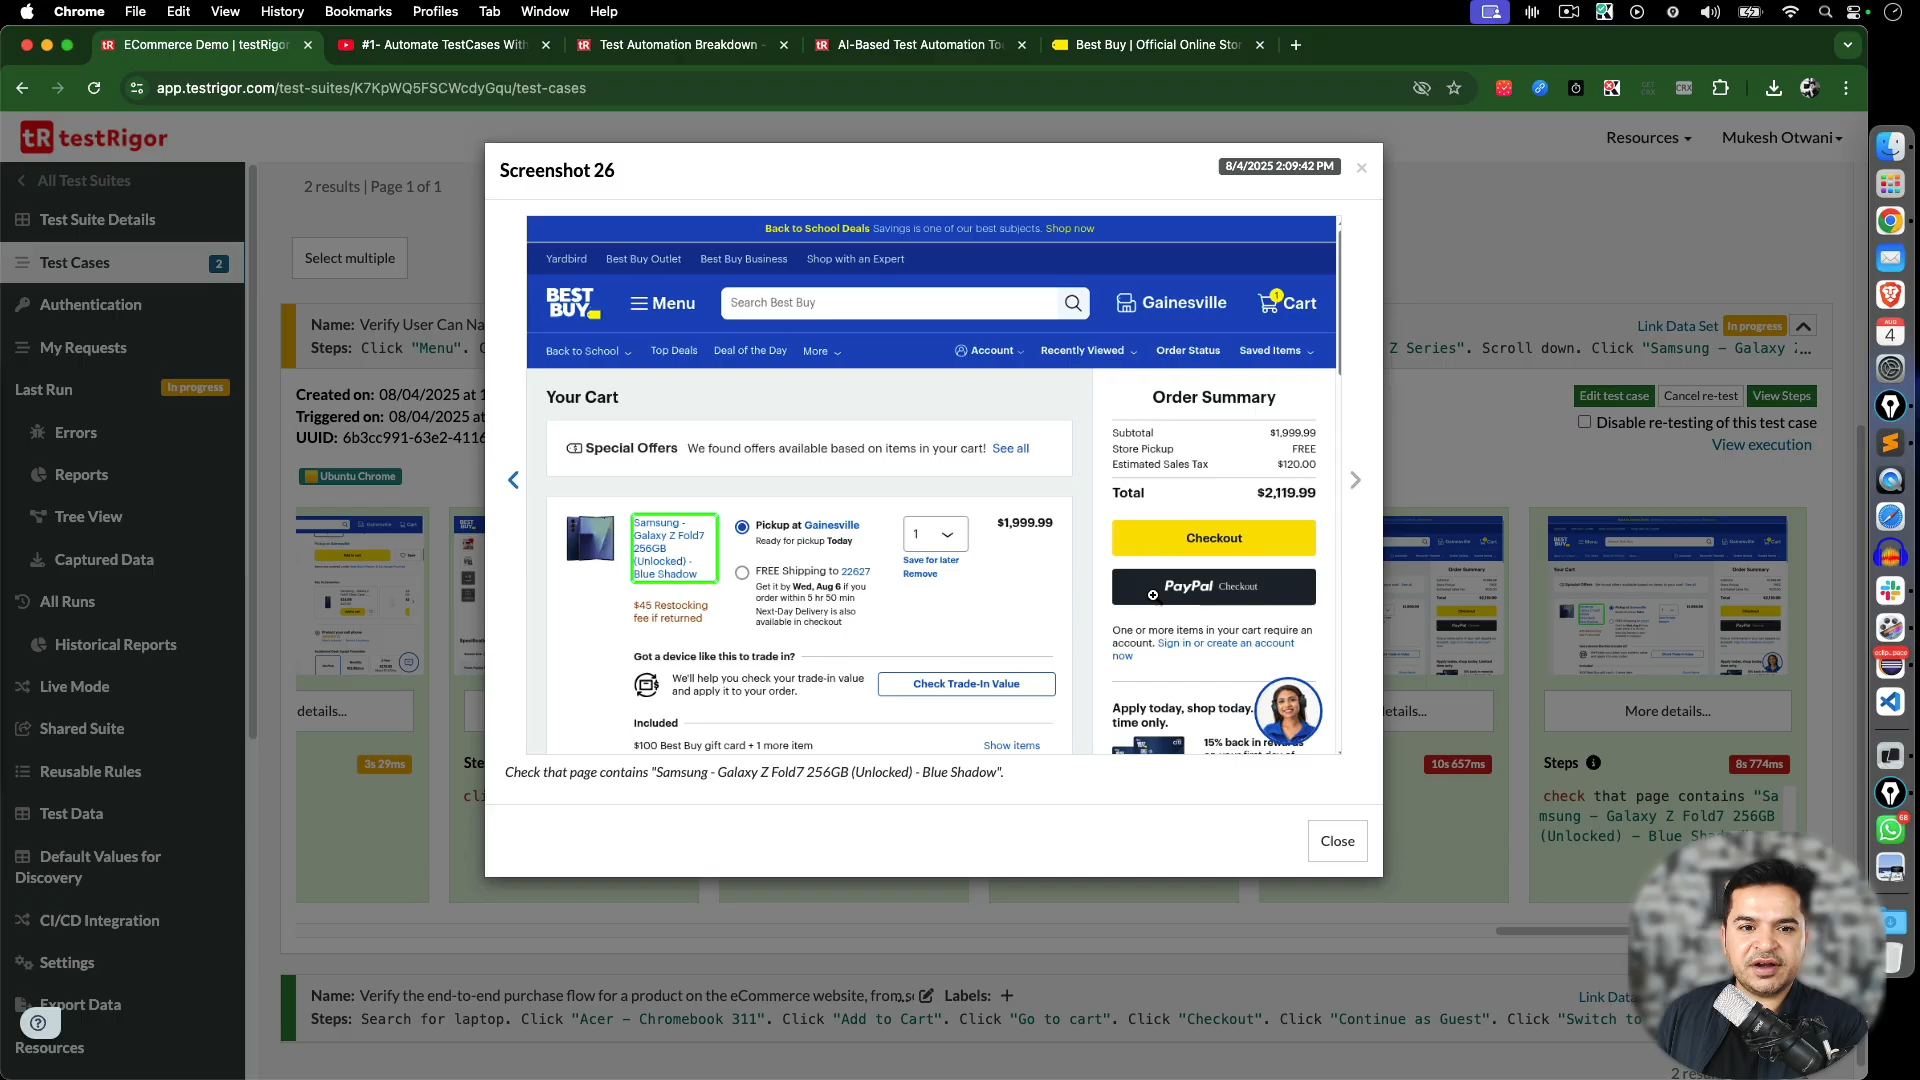 Chrome File Edit View History Bookmarks Profiles Tab Window Help
ECommerce Demo | testRigor
#1- Automate TestCases With
Test Automation Breakdown -
AI-Based Test Automation To
Best Buy | Official Online Stor
app.testrigor.com/test-suites/K7KpWQ5FSCWcdyGqu/test-cases
tR testRigor
Resources
Mukesh Otwani
All Test Suites
Test Suite Details
Test Cases 2
Authentication
My Requests
Last Run In progress
Errors
Reports
Tree View
Captured Data
All Runs
Historical Reports
Live Mode
Shared Suite
Settings
Reusable Rules
Test Data
Default Values for
Discovery
CI/CD Integration
Settings
Export Data
Resources
2 results | Page 1 of 1
Select multiple
Name: Verify User Can Na
Steps: Click "Menu".
Link Data Set In progress
Z Series". Scroll down. Click "Samsung – Galaxy
Created on: 08/04/2025 at 1
Triggered on: 08/04/2025
UUID: 6b3cc991-63e2-4116
Ubuntu Chrome
Edit test case Cancel re-test View Steps
Disable re-testing of this test case
View execution
Screenshot 26
8/4/2025 2:09:42 PM
Back to School Deals Savings is one of our best subjects. Shop now
Yardbird Best Buy Outlet Best Buy Business Shop with an Expert
BEST BUY
Menu
Search Best Buy
Gainesville
1
Cart
Back to School Top Deals Deal of the Day More
Account Recently Viewed Order Status Saved Items
Your Cart
Special Offers We found offers available based on items in your cart! See all
Samsung -
Galaxy Z Fold7
256GB
(Unlocked) -
Blue Shadow
$45 Restocking
fee if returned
Pickup at Gainesville
Ready for pickup Today
FREE Shipping to 22627
Get it by Wed, Aug 6 if you
order within 5 hr 50 min
Next-Day Delivery is also
available in checkout
1
Save for later
Remove
$1,999.99
Got a device like this to trade in?
We'll help you check your trade-in value
and apply it to your order.
Check Trade-In Value
Included
$100 Best Buy gift card + 1 more item
Show items
Order Summary
Subtotal $1,999.99
Store Pickup FREE
Estimated Sales Tax $120.00
Total $2,119.99
Checkout
PayPal Checkout
One or more items in your cart require an
account. Sign in or create an account
now
Apply today, shop today.
time only.
15% back in rewards
Check that page contains "Samsung - Galaxy Z Fold7 256GB (Unlocked) - Blue Shadow".
Close
details...
3s 29ms
10s 657ms
More details...
Steps 8s 774ms
check that page contains "Sa
msung – Galaxy Z Fold7 256GB
(Unlocked) – Blue
Name: Verify the end-to-end purchase flow for a product on the eCommerce website, from
Labels: +
Link Data
Steps: Search for laptop. Click "Acer – Chromebook 311". Click "Add to Cart". Click "Go to cart". Click "Checkout". Click "Continue as Guest". Click "Switch to
AUG
4
68